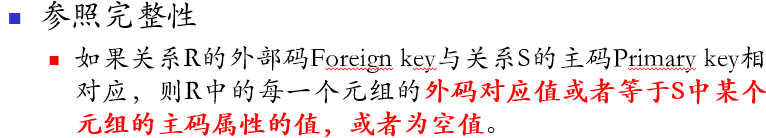 参照完整性
如果关系R的外部码Foreign key与关系S的主码Primary key相
对应，则R中的每一个元组的外码对应值或者等于S中某个
元组的主码属性的值，或者为空值。